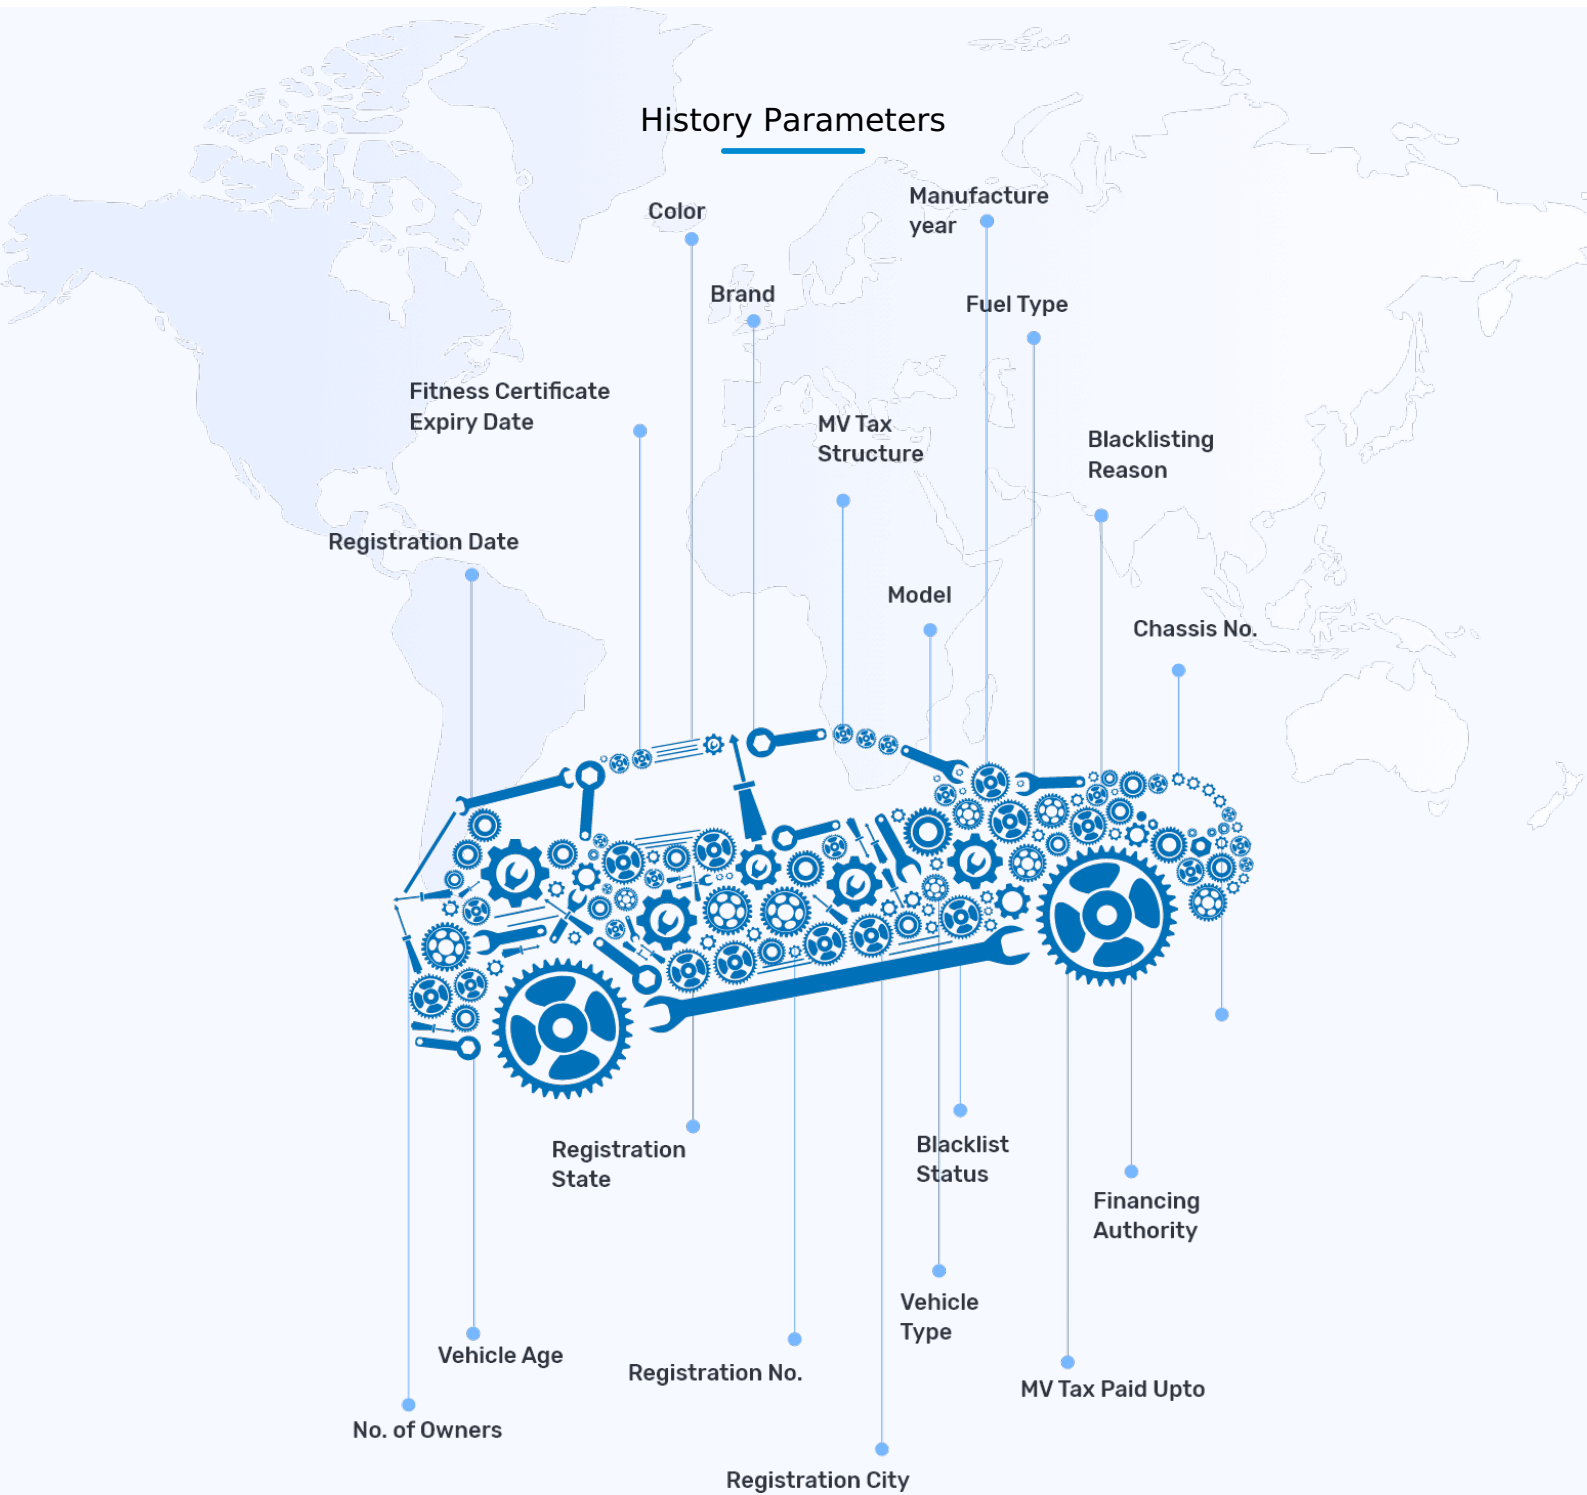 History Parameters
Manufacture
year
Color
Brand
Fuel Type
Fitness Certificate
Expiry Date
MV Tax
Structure
Blacklisting
Reason
Registration Date
Model
Chassis No.
Registration
State
Blacklist
Status
Financing
Authority
Vehicle
Type
Vehicle Age
Registration No.
MV Tax Paid Upto
No. of Owners
Registration City